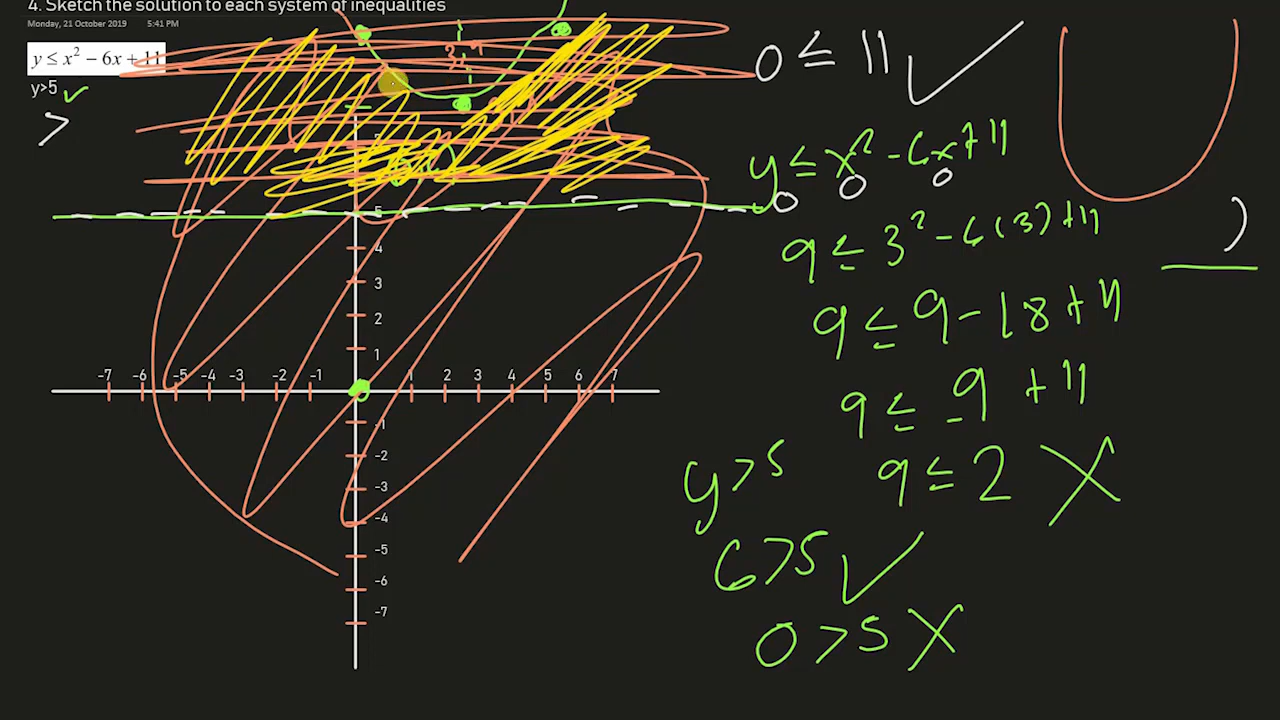 4. Sketch the solution to each system of inequalities
Monday, 21 October 2019 5:41 PM
y ≤ x² − 6x + 11
y>5 ✓
>
0 ≤ 11 ✓
y ≤ x² - 6x + 11
0 0 0
9 ≤ 3² - 6(3) + 11
)
9 ≤ 9 - 18 + 11
9 ≤ -9 + 11
9 ≤ 2 X
y > 5
6 > 5 ✓
0 > 5 X
5
4
3
2
1
-7 -6 -5 -4 -3 -2 -1 1 2 3 4 5 6 7
-1
-2
-3
-4
-5
-6
-7